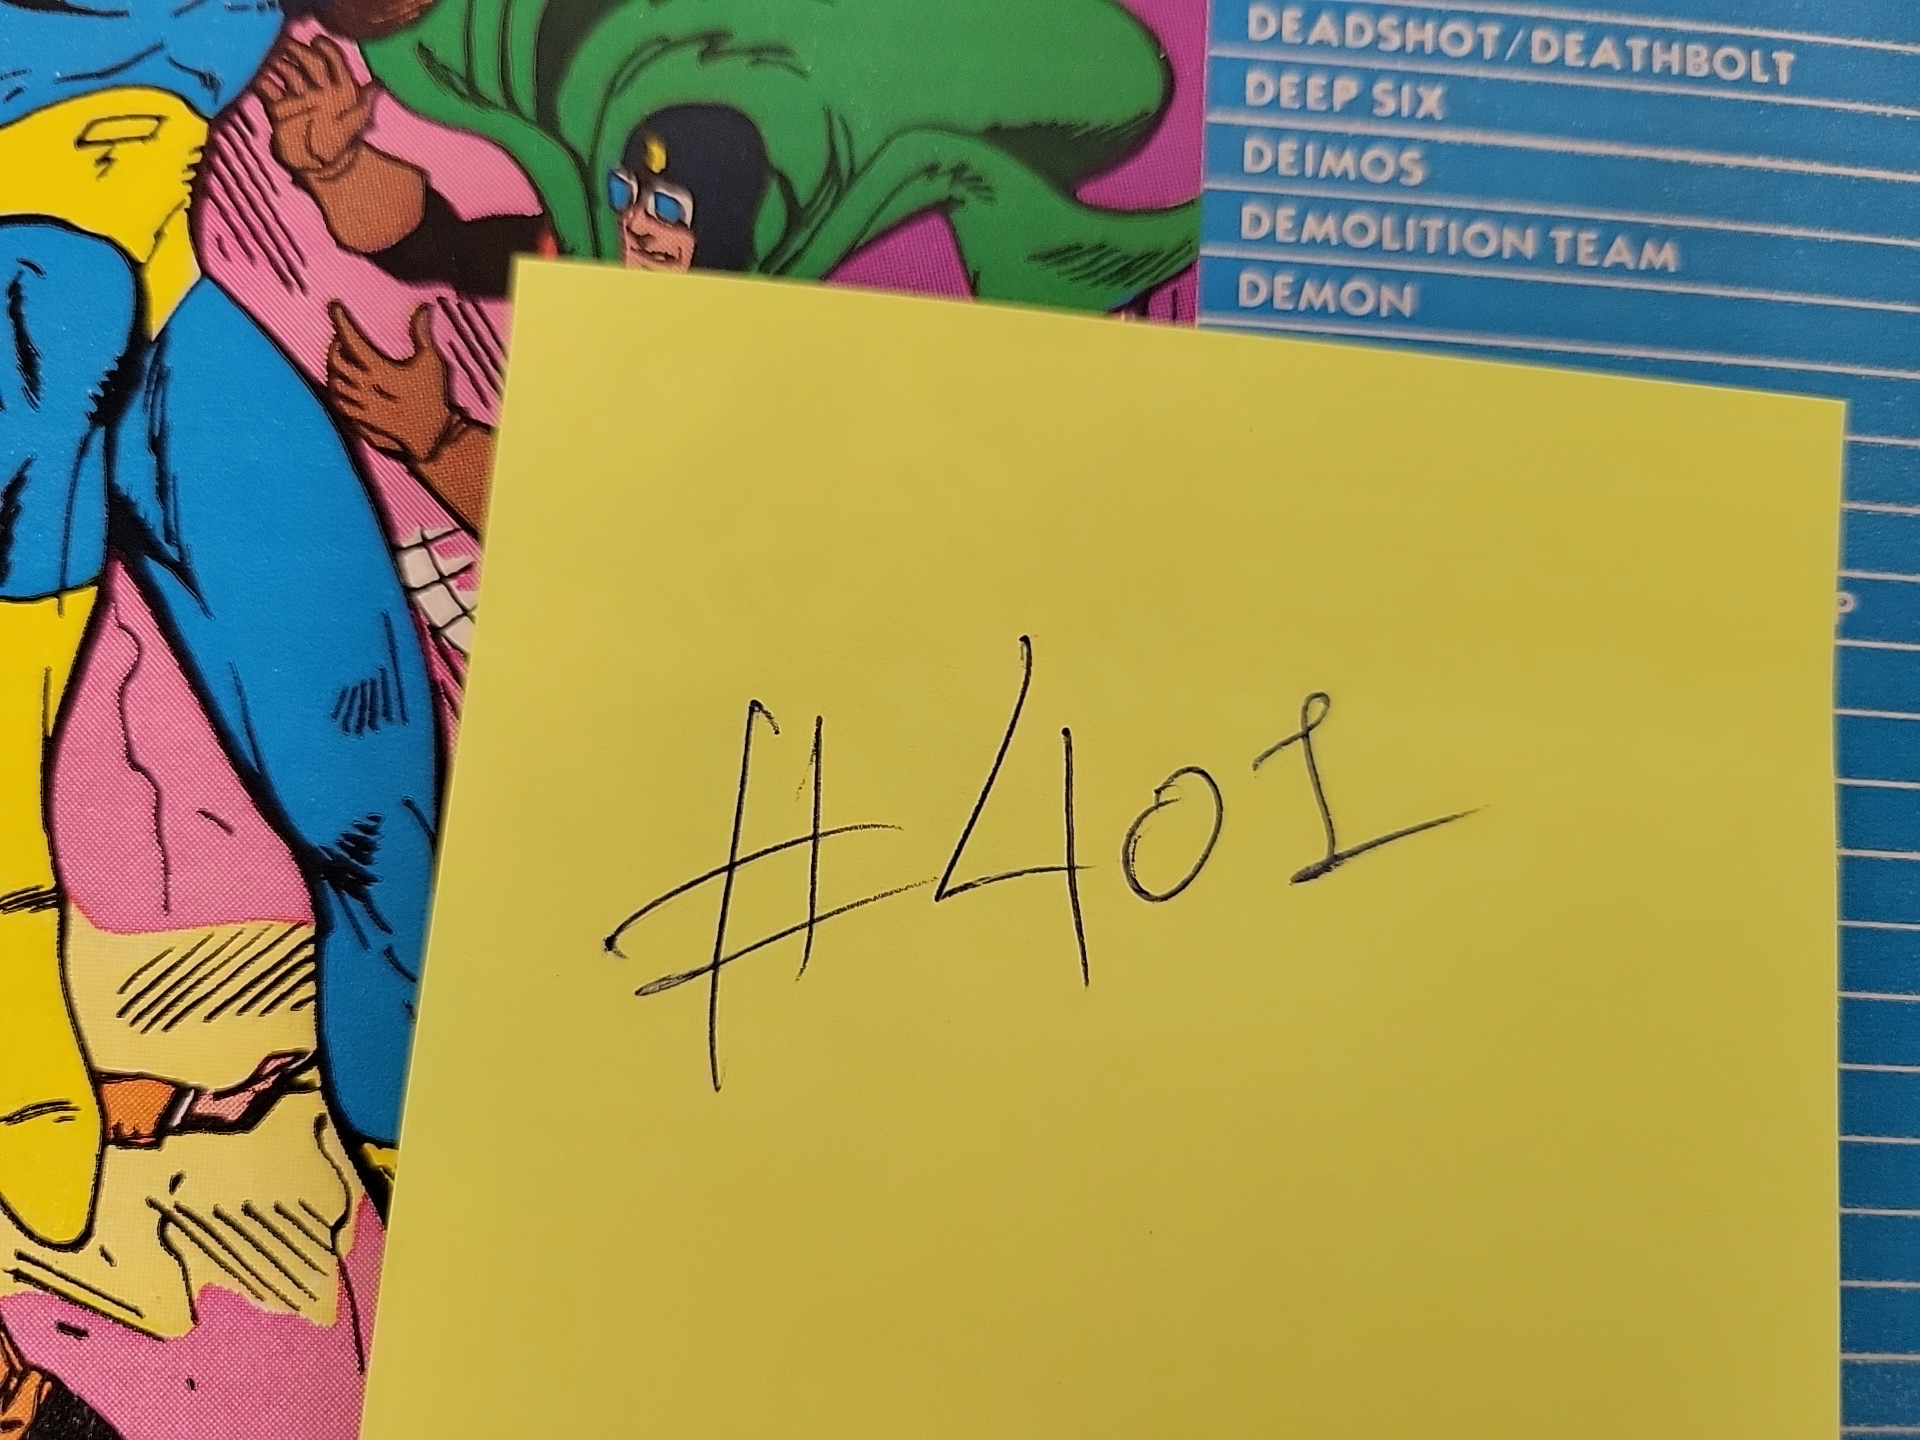 DEADSHOT/DEATHBOLT
DEEP SIX
DEIMOS
DEMOLITION TEAM
DEMON
#401